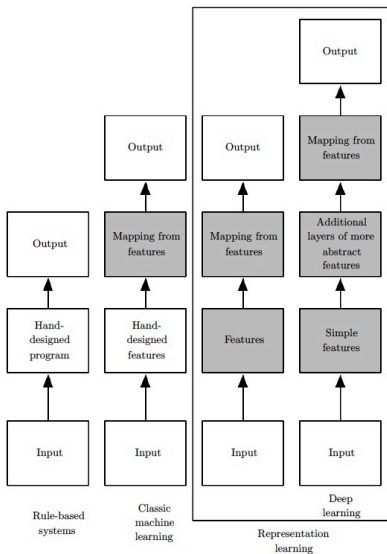 Output
Mapping from
features
Output
Output
Mapping from
features
Mapping from
features
Additional
layers of more
abstract
features
Output
Hand-
designed
program
Hand-
designed
features
Features
Simple
features
Input
Input
Input
Input
Rule-based
systems
Classic
machine
learning
Deep
learning
Representation
learning